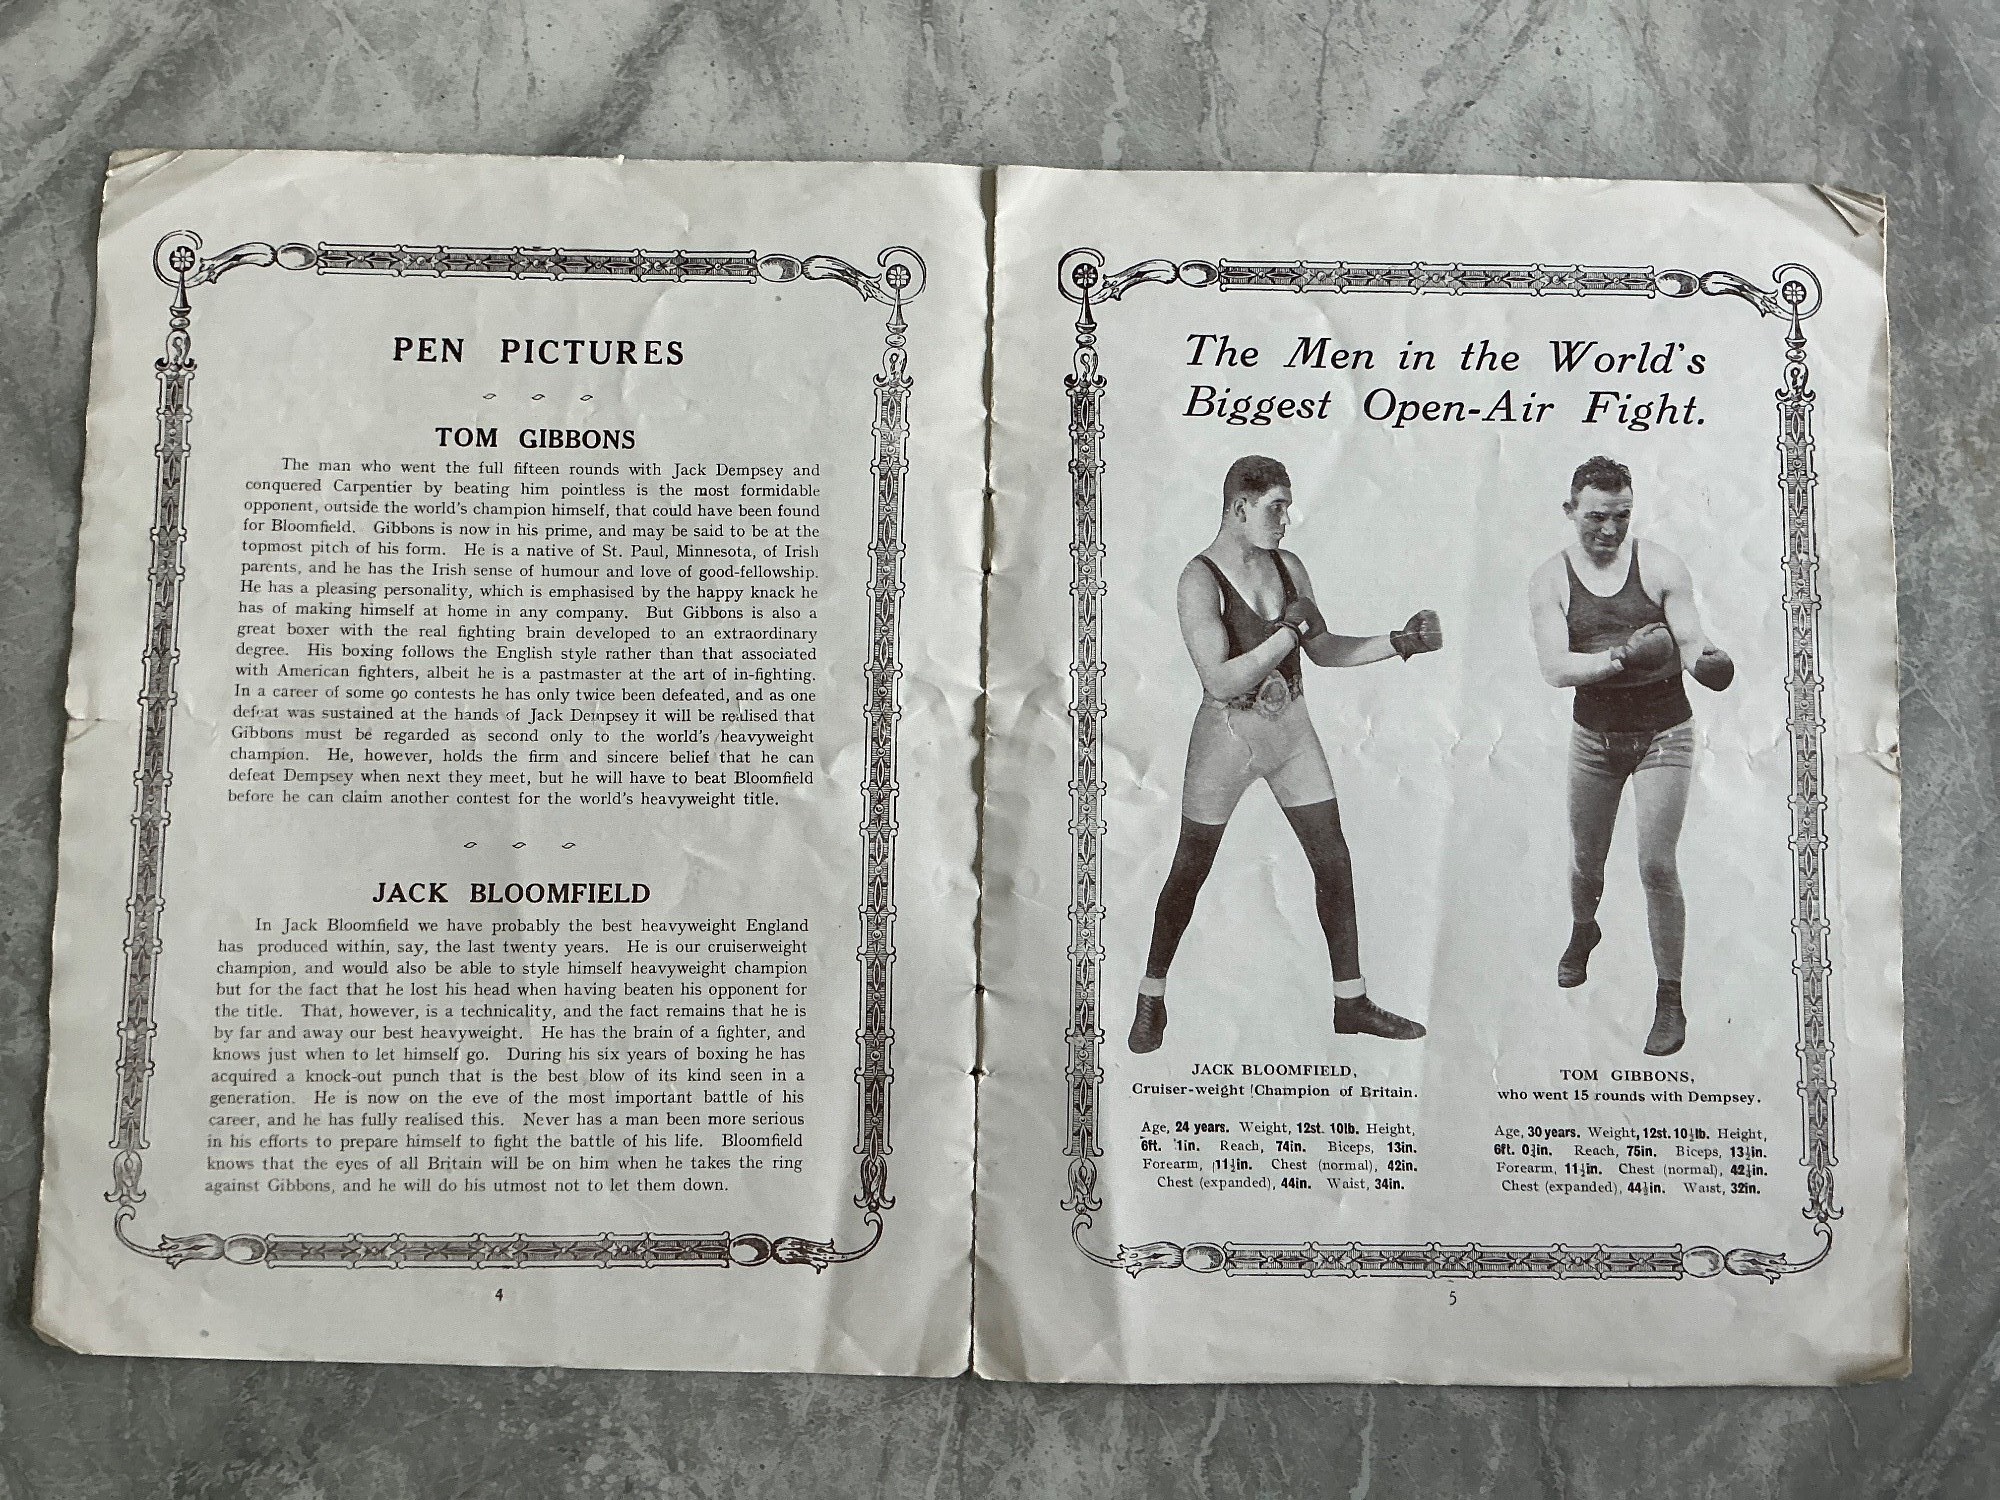 PEN PICTURES
TOM GIBBONS
The man who went the full fifteen rounds with Jack Dempsey and
conquered Carpentier by beating him pointless is the most formidable
opponent, outside the world's champion himself, that could have been found
for Bloomfield. Gibbons is now in his prime, and may be said to be at the
topmost pitch of his form. He is a native of St. Paul, Minnesota, of Irish
parents, and he has the Irish sense of humour and love of good-fellowship.
He has a pleasing personality, which is emphasised by the happy knack he
has of making himself at home in any company. But Gibbons is also a
great boxer with the real fighting brain developed to an extraordinary
degree. His boxing follows the English style rather than that associated
with American fighters, albeit he is a pastmaster at the art of in-fighting.
In a career of some 90 contests he has only twice been defeated, and as one
defeat was sustained at the hands of Jack Dempsey it will be realised that
Gibbons must be regarded as second only to the world's heavyweight
champion. He, however, holds the firm and sincere belief that he can
defeat Dempsey when next they meet, but he will have to beat Bloomfield
before he can claim another contest for the world's heavyweight title.
JACK BLOOMFIELD
In Jack Bloomfield we have probably the best heavyweight England
has produced within, say, the last twenty years. He is our cruiserweight
champion, and would also be able to style himself heavyweight champion
but for the fact that he lost his head when having beaten his opponent for
the title. That, however, is a technicality, and the fact remains that he is
by far and away our best heavyweight. He has the brain of a fighter, and
knows just when to let himself go. During his six years of boxing he has
acquired a knock-out punch that is the best blow of its kind seen in a
generation. He is now on the eve of the most important battle of his
career, and he has fully realised this. Never has a man been more serious
in his efforts to prepare himself to fight the battle of his life. Bloomfield
knows that the eyes of all Britain will be on him when he takes the ring
against Gibbons, and he will do his utmost not to let them down.
4
The Men in the World's
Biggest Open-Air Fight.
JACK BLOOMFIELD,
Cruiser-weight Champion of Britain.
Age, 24 years. Weight, 12st. 10lb. Height,
6ft. 1in. Reach, 74in. Biceps, 13in.
Forearm, 11½in. Chest (normal), 42in.
Chest (expanded), 44in. Waist, 34in.
TOM GIBBONS,
who went 15 rounds with Dempsey.
Age, 30 years. Weight, 12st. 10½lb. Height,
6ft. 0¾in. Reach, 75in. Biceps, 13½in.
Forearm, 11½in. Chest (normal), 42½in.
Chest (expanded), 44½in. Waist, 32in.
5